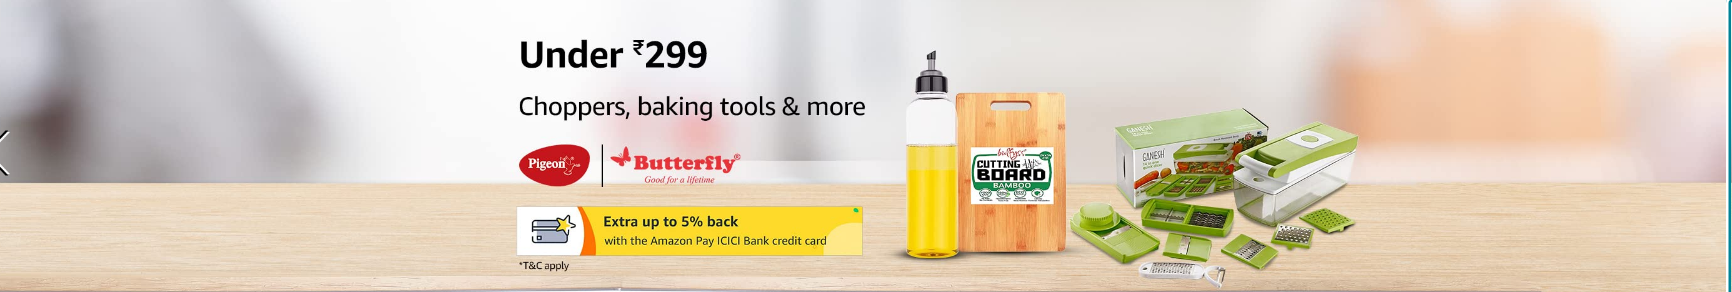 Under ₹299
Choppers, baking tools & more
Pigeon
Butterfly®
Good for a lifetime
Extra up to 5% back
with the Amazon Pay ICICI Bank credit card
*T&C apply
CUTTING
BOARD
BAMBOO
GANESH
GANESH